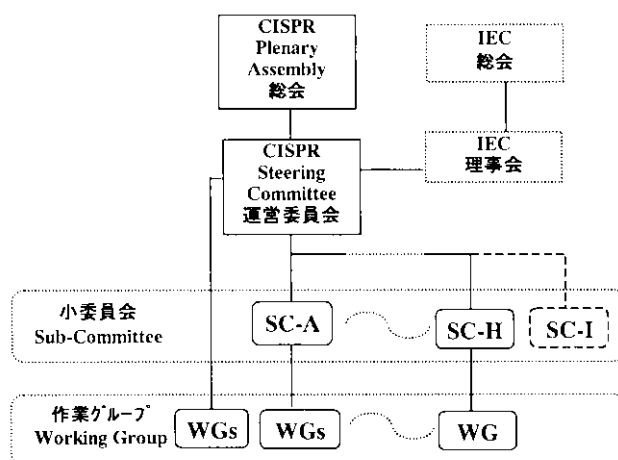 CISPR
Plenary
Assembly
総会
IEC
総会
CISPR
Steering
Committee
運営委員会
IEC
理事会
小委員会
Sub-Committee
SC-A
SC-H
SC-I
作業グループ
Working Group
WGs
WGs
WG